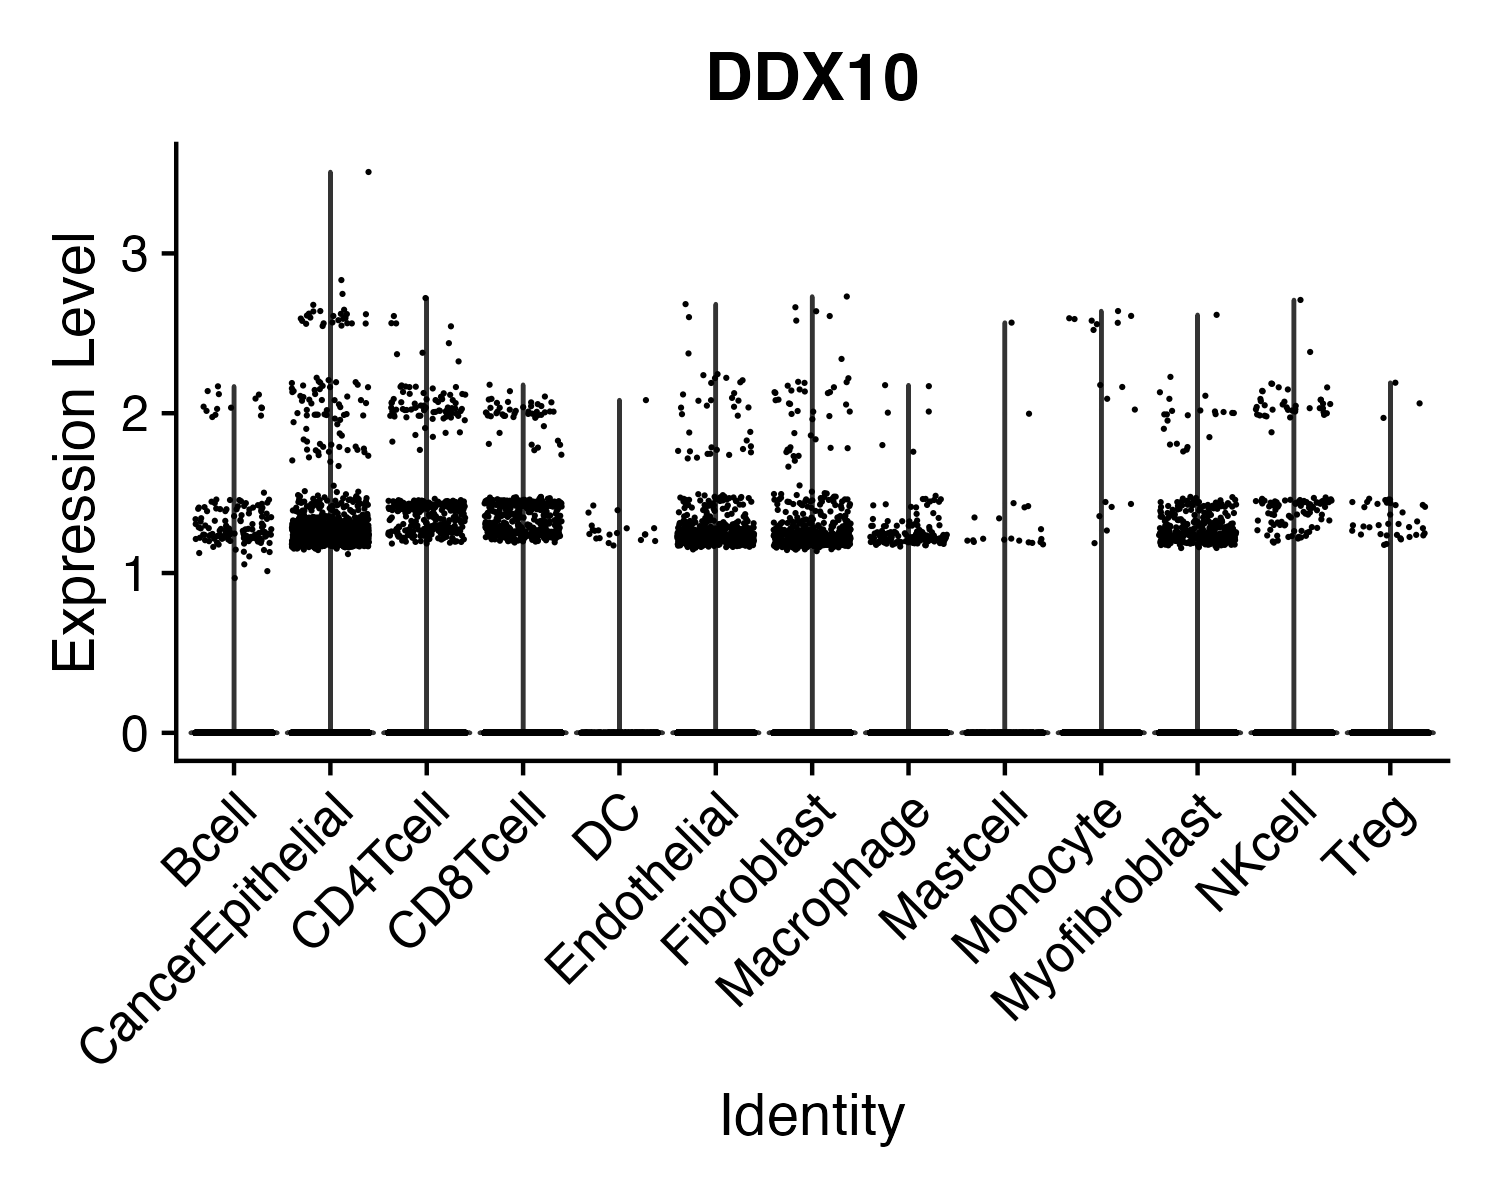 DDX10
Expression Level
3
2
1
0
Bcell
CancerEpithelial
CD4Tcell
CD8Tcell
DC
Endothelial
Fibroblast
Macrophage
Mastcell
Monocyte
Myofibroblast
NKcell
Treg
Identity